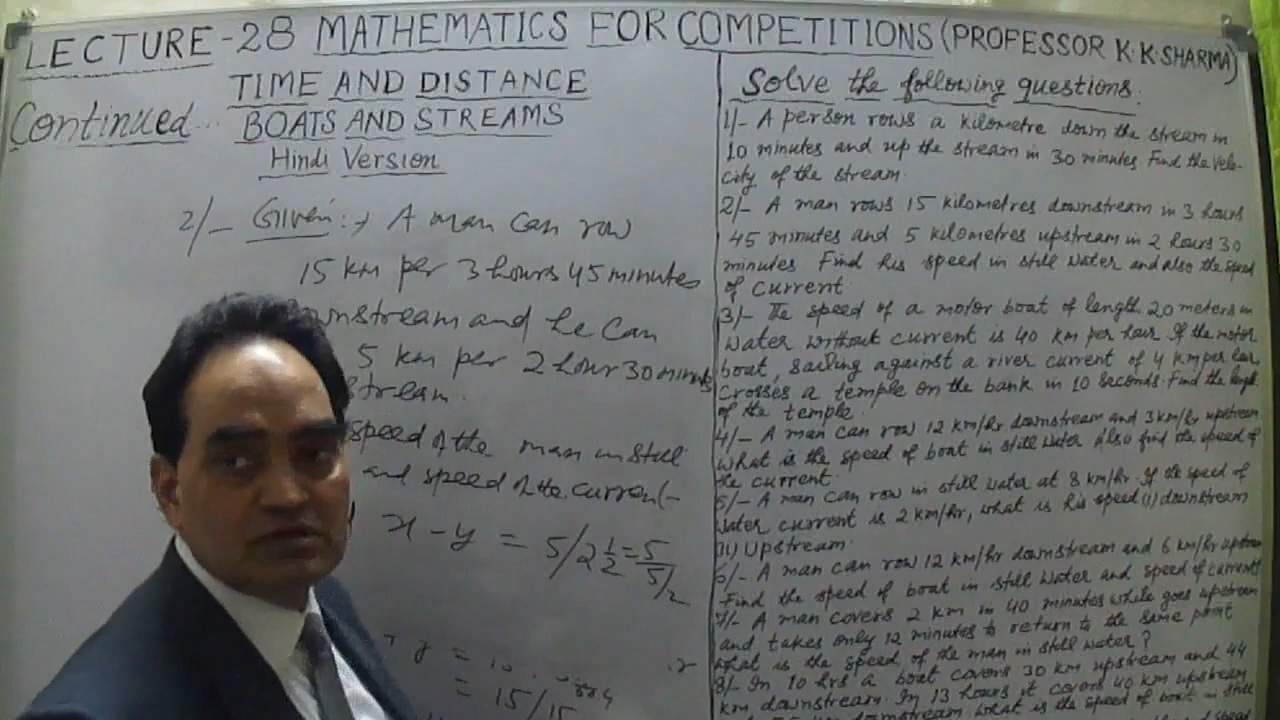 LECTURE-28 MATHEMATICS FOR COMPETITIONS (PROFESSOR K.K.SHARMA)
TIME AND DISTANCE
Continued...
BOATS AND STREAMS
Hindi Version
2/- Given:→ A man can row
15 km per 3 hours 45 minutes
nstream and he can
5 km per 2 hour 30 minuts
stream.
speed of the man in still
and speed of the current-
x - y = 5/2 1/2 = 5/5/2
y =
= 15/15
Solve the following questions.
1/- A person rows a kilometre down the stream in
10 minutes and up the stream in 30 minutes. Find the velo-
city of the stream.
2/- A man rows 15 kilometres downstream in 3 hours
45 minutes and 5 kilometres upstream in 2 hours 30
minutes. Find his speed in still water and also the speed
of current.
3/- The speed of a motor boat of length 20 meters in
water without current is 40 km per hour. If the motor
boat, sailing against a river current of 4 km per hour,
crosses a temple on the bank in 10 seconds. Find the length
of the temple.
4/- A man can row 12 km/hr downstream and 3 km/hr upstream
what is the speed of boat in still water also find the speed of
the current.
5/- A man can row in still water at 8 km/hr. If the speed of
water current is 2 km/hr, what is his speed (i) downstream
(ii) Upstream.
6/- A man can row 12 km/hr downstream and 6 km/hr upstream
Find the speed of boat in still water and speed of current
7/- A man covers 2 km in 40 minutes while goes upstream
and takes only 12 minutes to return to the same point
What is the speed of the man in still water?
8/- In 10 hrs a boat covers 30 km upstream and 44
km downstream. In 13 hours it covers 40 km upstream
downstream what is the speed of boat in still